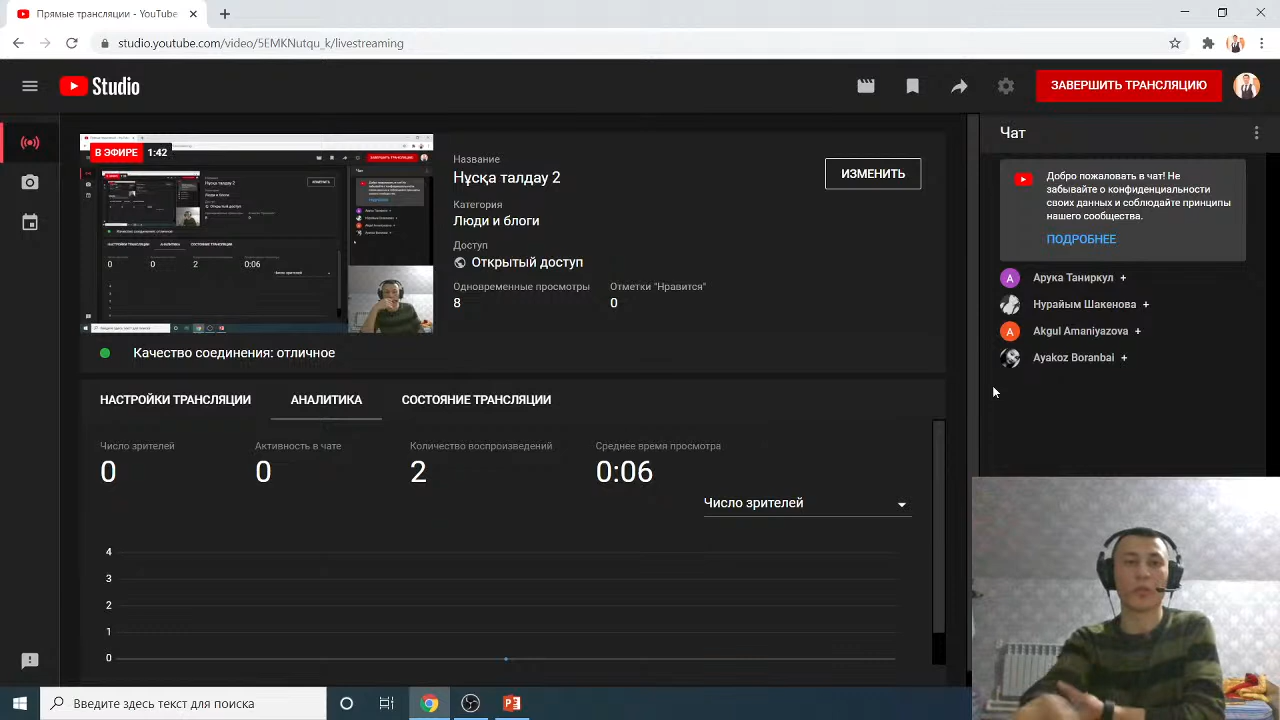 Прямые трансляции - YouTube
studio.youtube.com/video/5EMKNutqu_k/livestreaming
Studio
ЗАВЕРШИТЬ ТРАНСЛЯЦИЮ
В ЭФИРЕ 1:42
Название
Нұсқа талдау 2
ИЗМЕНИТЬ
Категория
Люди и блоги
Доступ
Открытый доступ
Одновременные просмотры
Отметки "Нравится"
8
0
Качество соединения: отличное
НАСТРОЙКИ ТРАНСЛЯЦИИ
АНАЛИТИКА
СОСТОЯНИЕ ТРАНСЛЯЦИИ
Число зрителей
Активность в чате
Количество воспроизведений
Среднее время просмотра
0
0
2
0:06
Число зрителей
4
3
2
1
0
Чат
Добро пожаловать в чат! Не
забывайте о конфиденциальности
своих данных и соблюдайте принципы
нашего сообщества.
ПОДРОБНЕЕ
А Арука Таниркул +
Нурайым Шакенова +
A Akgul Amaniyazova +
Ayakoz Boranbai +
Введите здесь текст для поиска